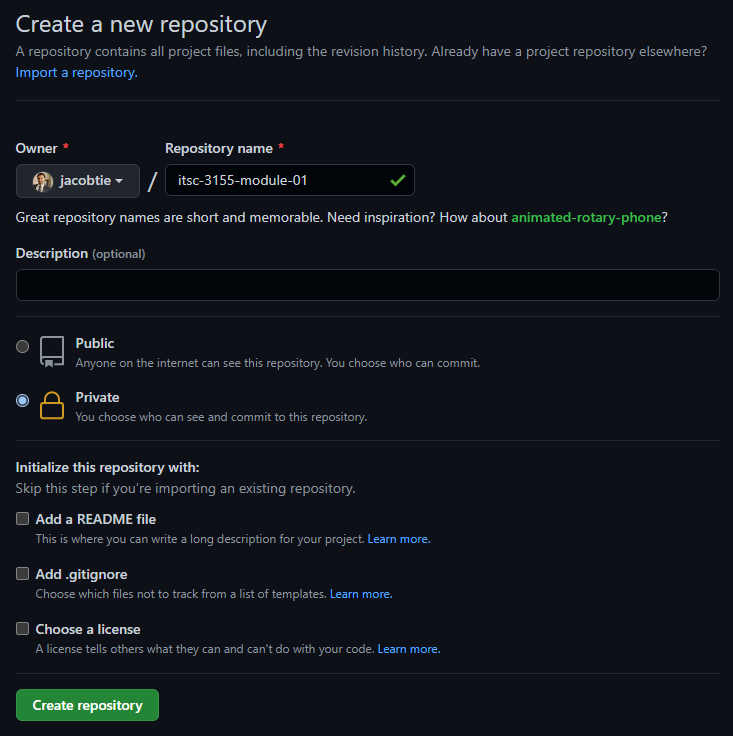 Create a new repository
A repository contains all project files, including the revision history. Already have a project repository elsewhere?
Import a repository.
Owner * Repository name *
jacobtie / itsc-3155-module-01
Great repository names are short and memorable. Need inspiration? How about animated-rotary-phone?
Description (optional)
Public
Anyone on the internet can see this repository. You choose who can commit.
Private
You choose who can see and commit to this repository.
Initialize this repository with:
Skip this step if you're importing an existing repository.
Add a README file
This is where you can write a long description for your project. Learn more.
Add .gitignore
Choose which files not to track from a list of templates. Learn more.
Choose a license
A license tells others what they can and can't do with your code. Learn more.
Create repository